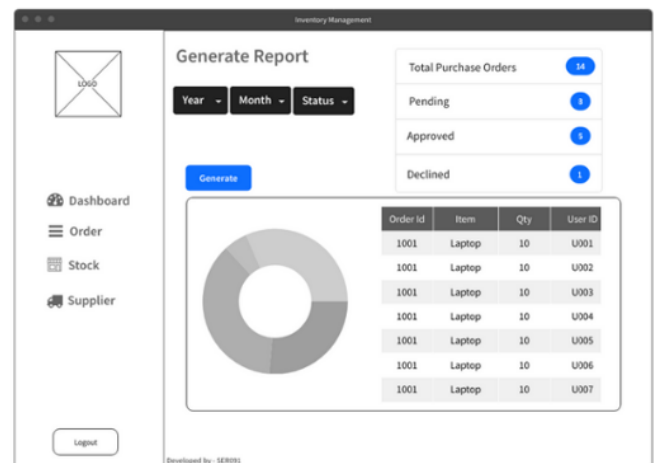 Inventory Management
LOGO
Generate Report
Year Month Status
Generate
Total Purchase Orders 14
Pending 8
Approved 5
Declined 1
Dashboard
Order
Stock
Supplier
Order Id Item Qty User ID
1001 Laptop 10 U001
1001 Laptop 10 U002
1001 Laptop 10 U003
1001 Laptop 10 U004
1001 Laptop 10 U005
1001 Laptop 10 U006
1001 Laptop 10 U007
Logout
Developed by - SER091